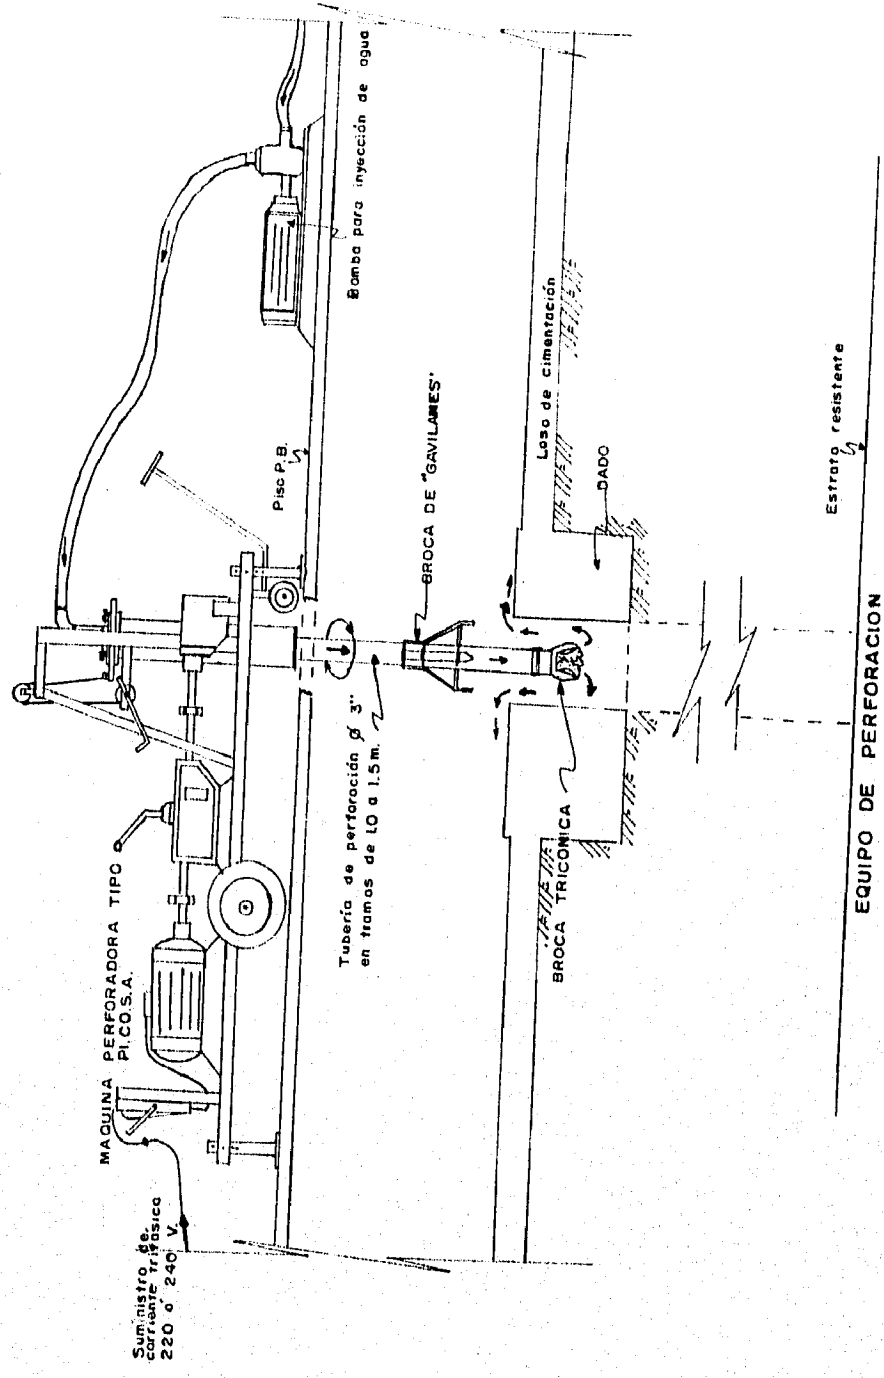 Suministro de
corriente trifásica
220 ó 240 V.
MAQUINA PERFORADORA TIPO
PI.CO.S.A.
Bomba para inyección de agua
Piso P.B.
Tubería de perforación Ø 3"
en tramos de 1.0 a 1.5 m.
BROCA DE "GAVILANES"
Losa de cimentación
DADO
BROCA TRICONICA
Estrato resistente
EQUIPO DE PERFORACION